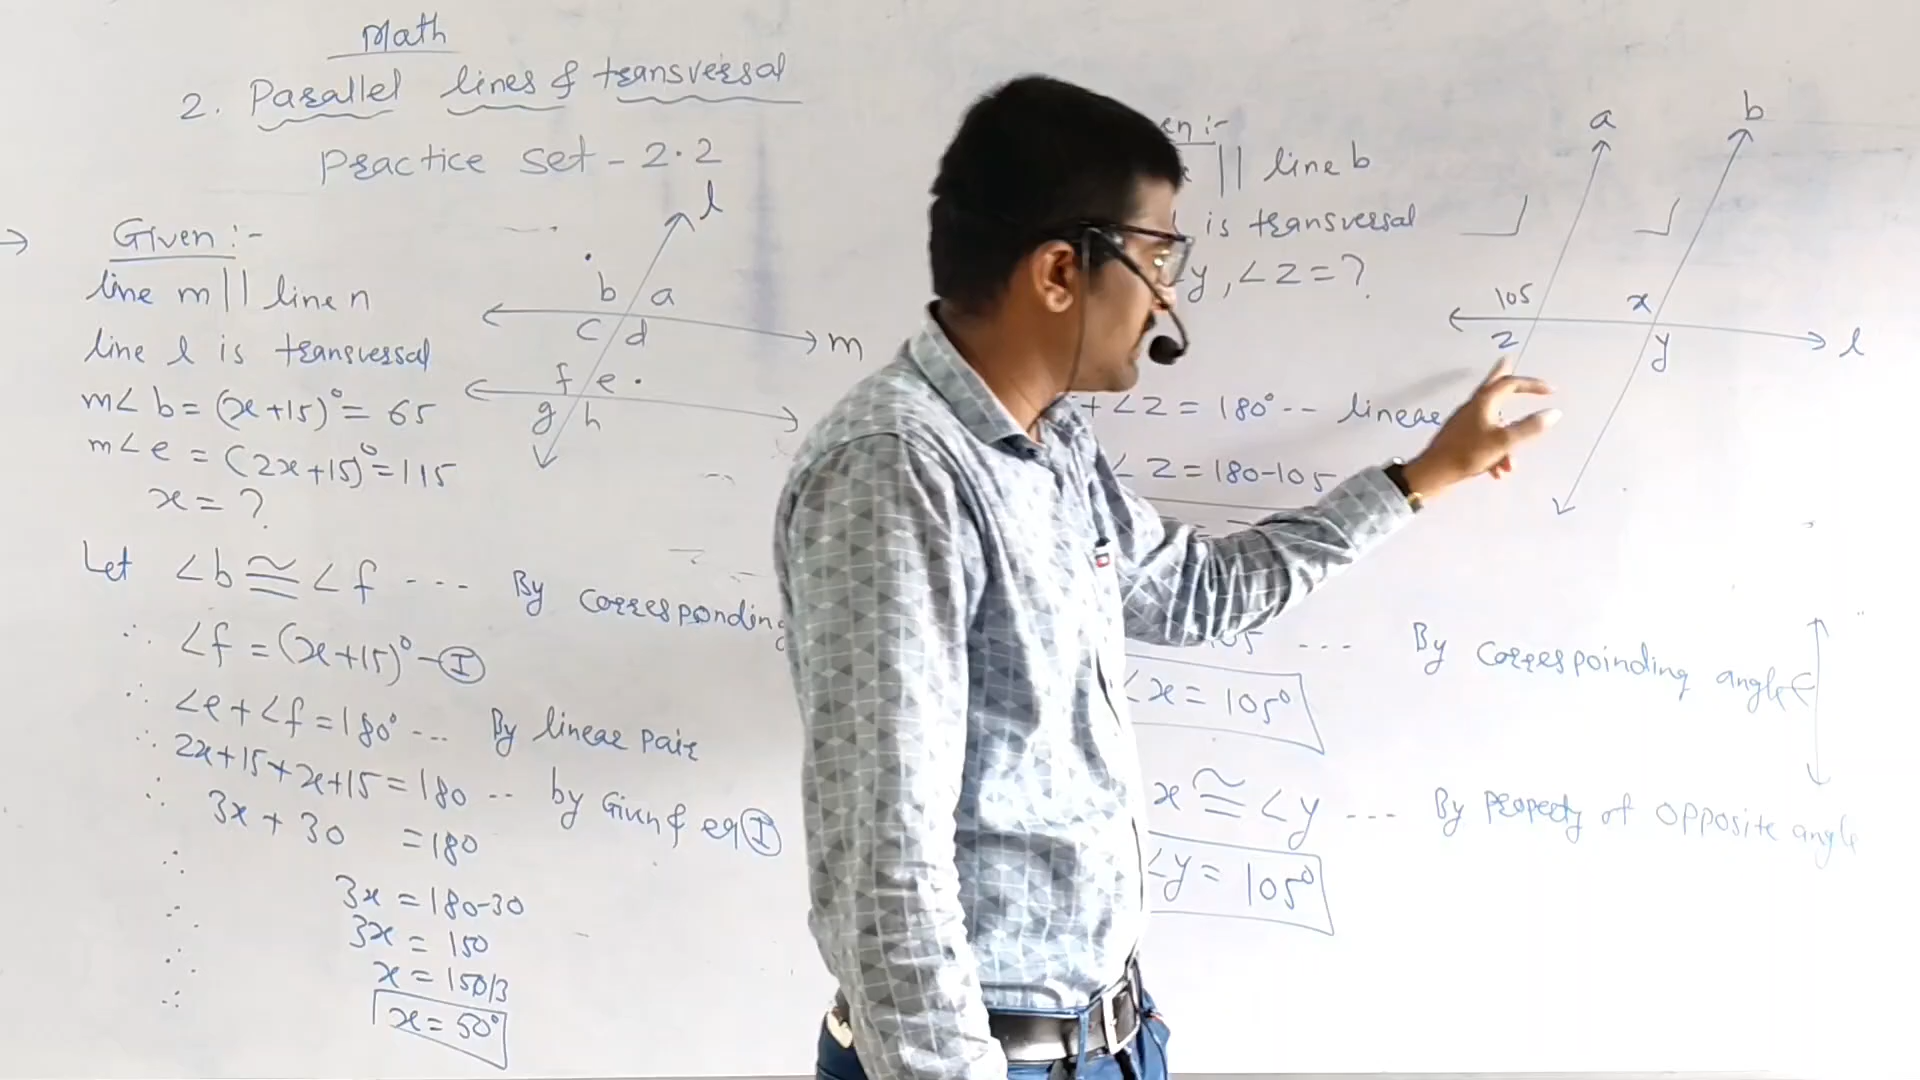 Math
2. Parallel lines & transversal
Practice set - 2.2
Given :-
line m || line n
line l is transversal
m∠ b = (x+15)° = 65
m∠ e = (2x+15)° = 115
x = ?
l
b a
c d
m
f e
g h
Let ∠b ≅ ∠f --- By corresponding
∴ ∠f = (x+15)° - Ⓘ
∴ ∠e + ∠f = 180° --- By linear pair
∴ 2x+15+x+15 = 180 -- by Given & eq Ⓘ
∴ 3x + 30 = 180
∴ 3x = 180-30
∴ 3x = 150
∴ x = 150/3
∴ x = 50°
en :-
|| line b
is transversal
y, ∠z = ?
+ ∠z = 180° -- linear
∠z = 180-105
105 --- By correspoinding angle
∠x = 105°
x ≅ ∠y --- By property of opposite angle
∠y = 105°
a b
105 x
z y
l